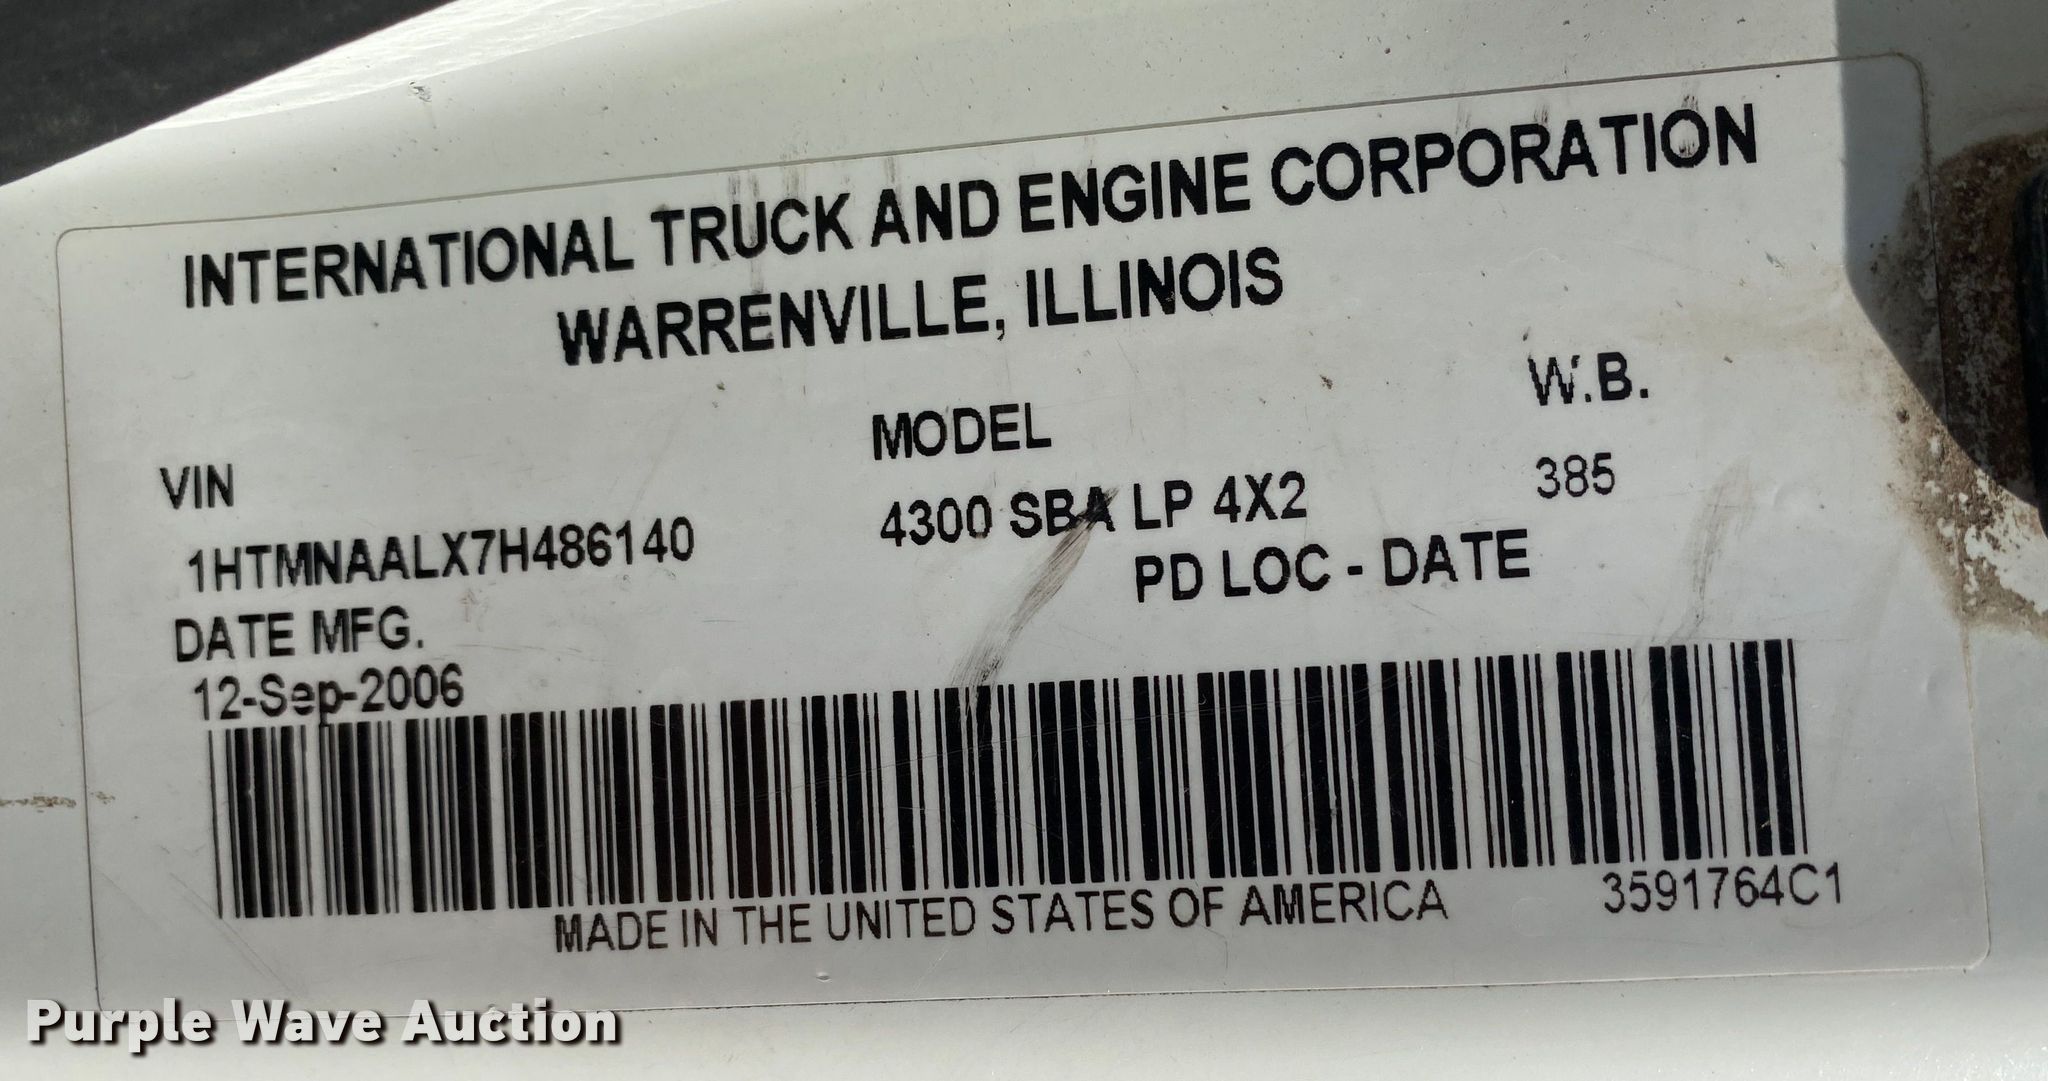 INTERNATIONAL TRUCK AND ENGINE CORPORATION
WARRENVILLE, ILLINOIS
VIN MODEL W.B.
1HTMNAALX7H486140 4300 SBA LP 4X2 385
DATE MFG. PD LOC - DATE
12-Sep-2006
MADE IN THE UNITED STATES OF AMERICA 3591764C1
Purple Wave Auction